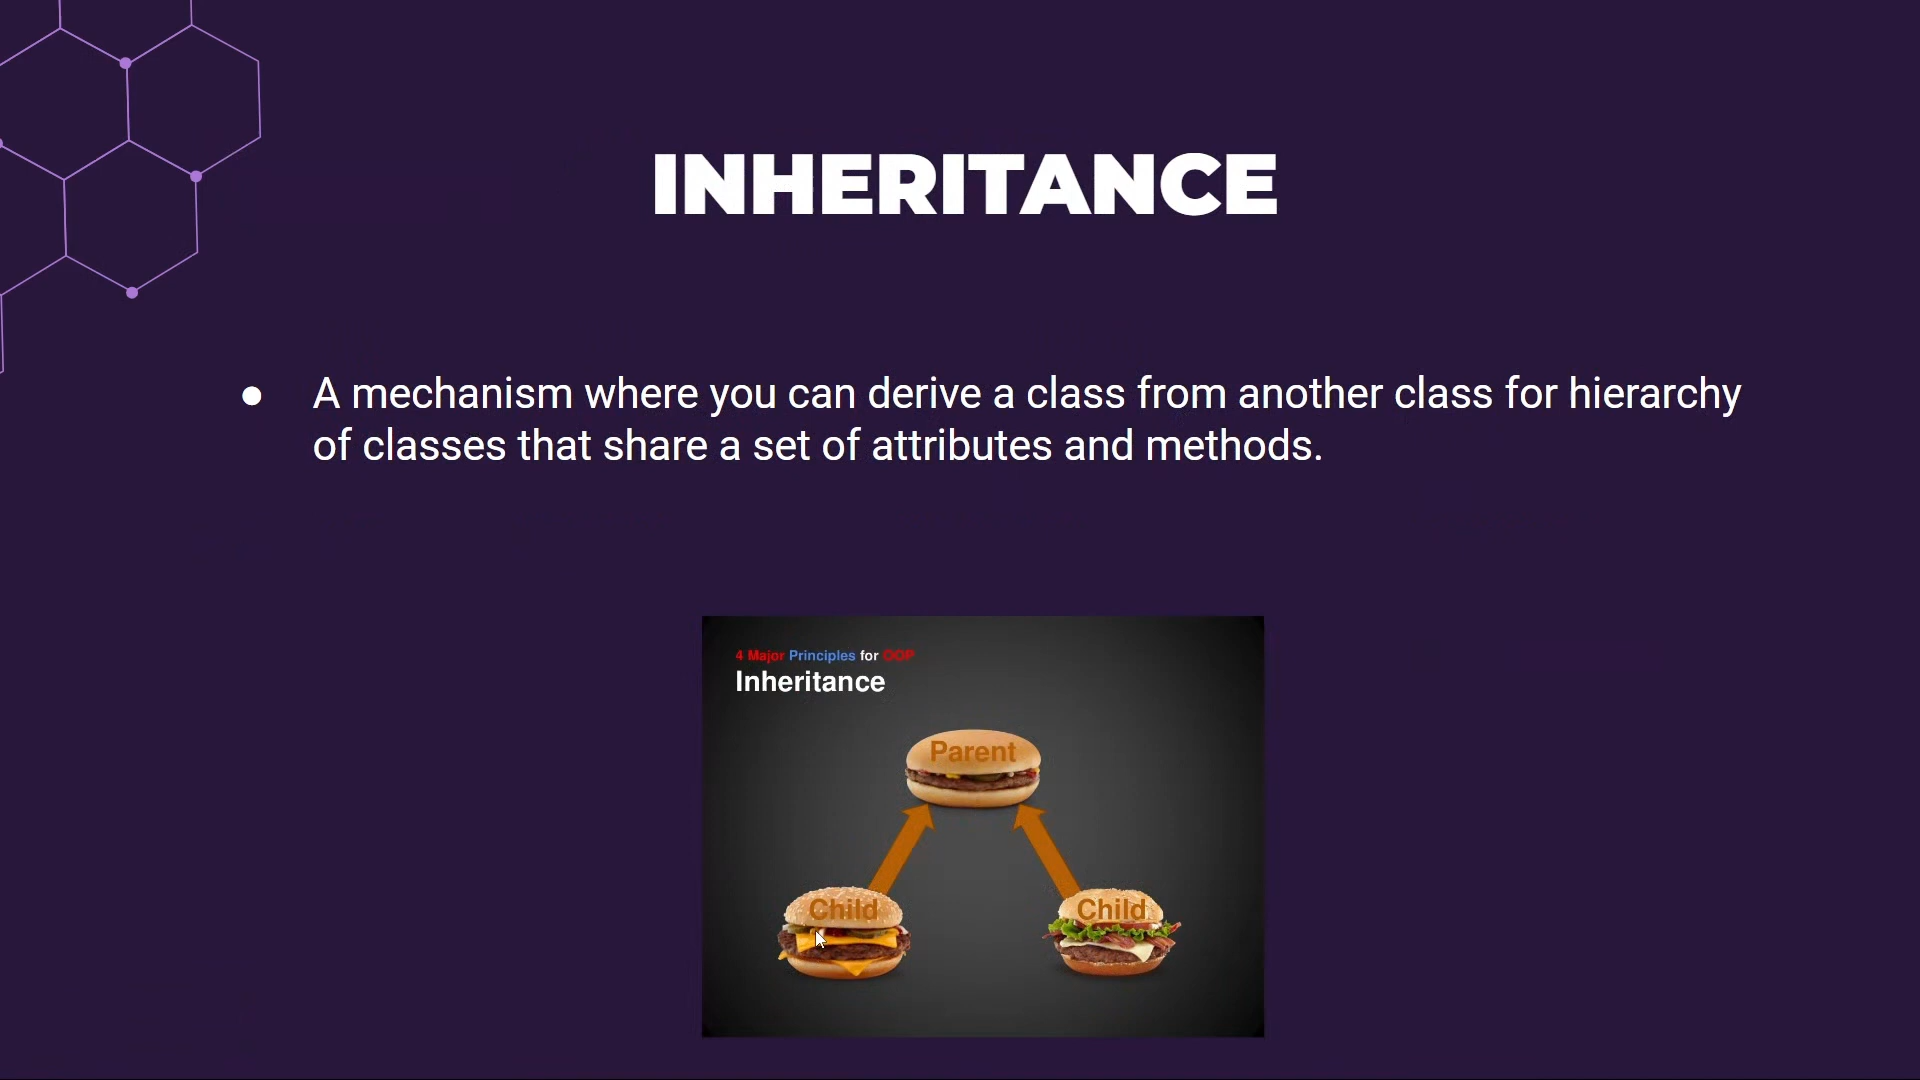 INHERITANCE
● A mechanism where you can derive a class from another class for hierarchy
of classes that share a set of attributes and methods.
4 Major Principles for OOP
Inheritance
Parent
Child
Child